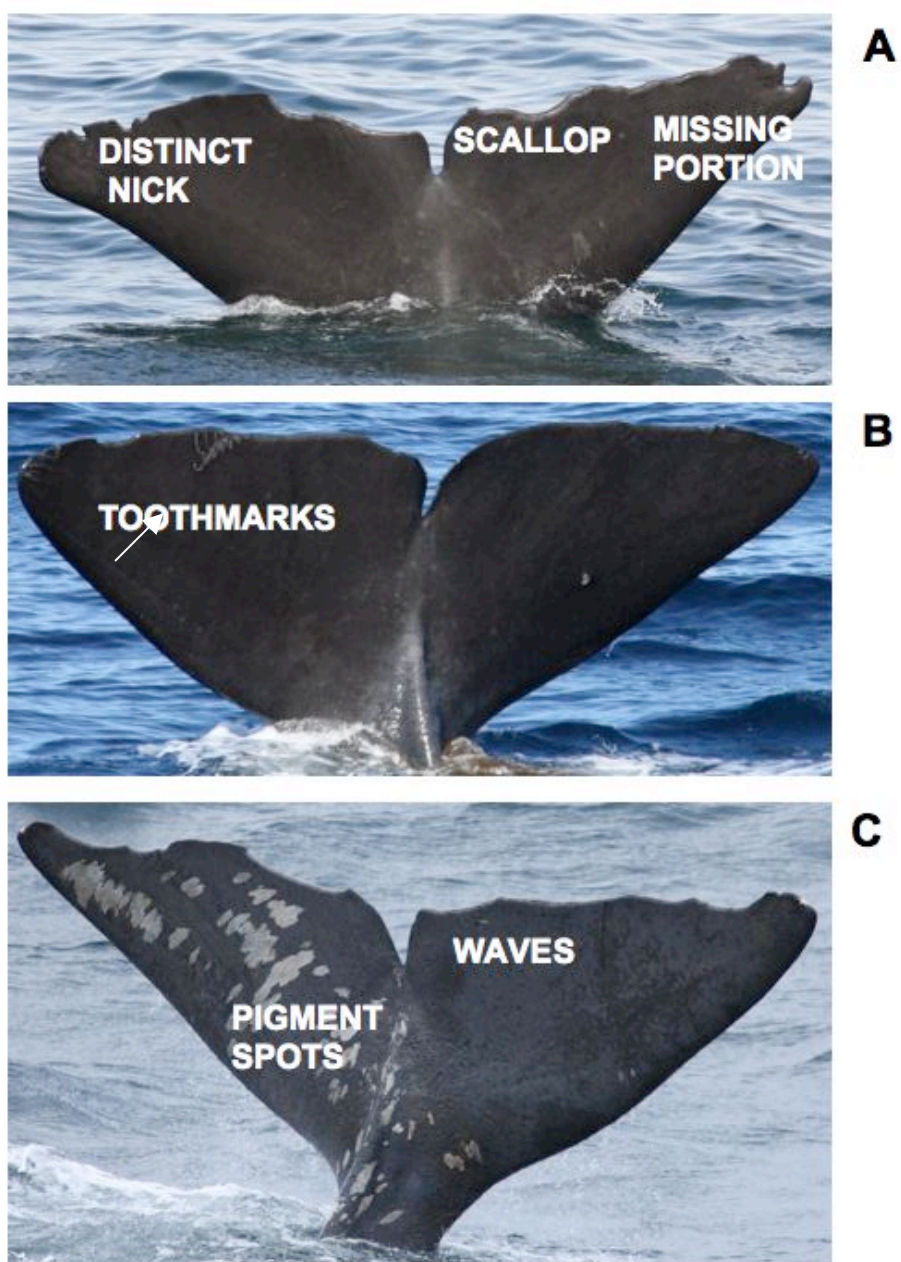 A
DISTINCT
NICK
SCALLOP
MISSING
PORTION
B
TOOTHMARKS
C
WAVES
PIGMENT
SPOTS